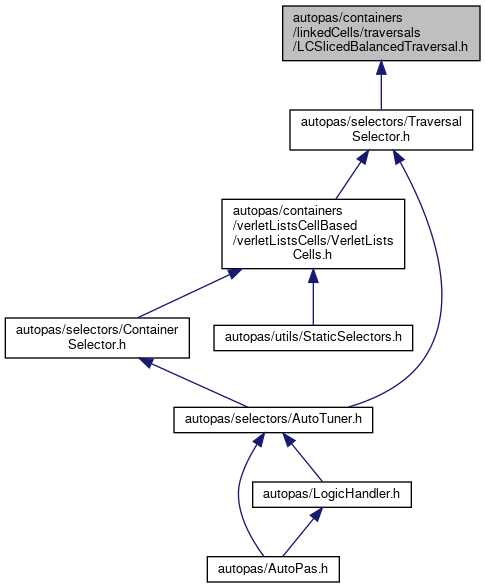 autopas/containers
/linkedCells/traversals
/LCSlicedBalancedTraversal.h
autopas/selectors/Traversal
Selector.h
autopas/containers
/verletListsCellBased
/verletListsCells/VerletLists
Cells.h
autopas/selectors/Container
Selector.h
autopas/utils/StaticSelectors.h
autopas/selectors/AutoTuner.h
autopas/LogicHandler.h
autopas/AutoPas.h